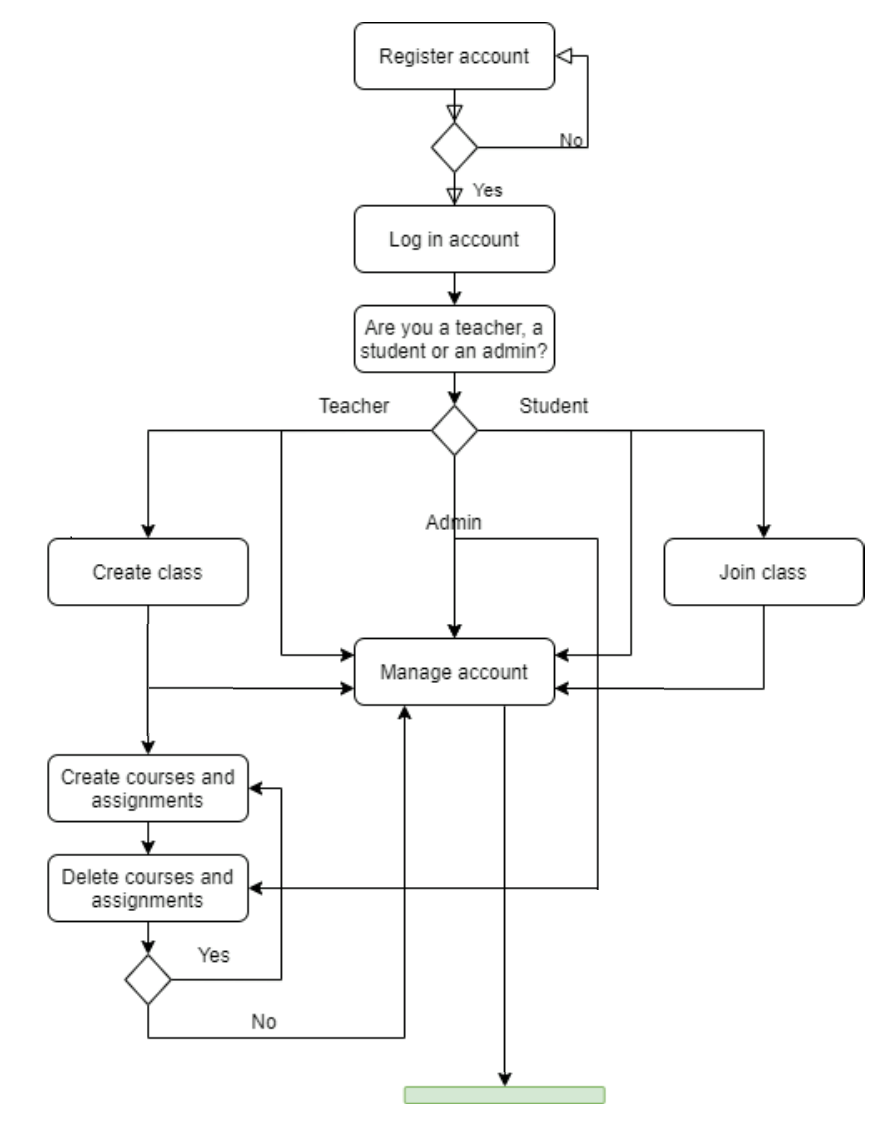 Register account
No
Yes
Log in account
Are you a teacher, a
student or an admin?
Teacher
Student
Admin
Create class
Join class
Manage account
Create courses and
assignments
Delete courses and
assignments
Yes
No